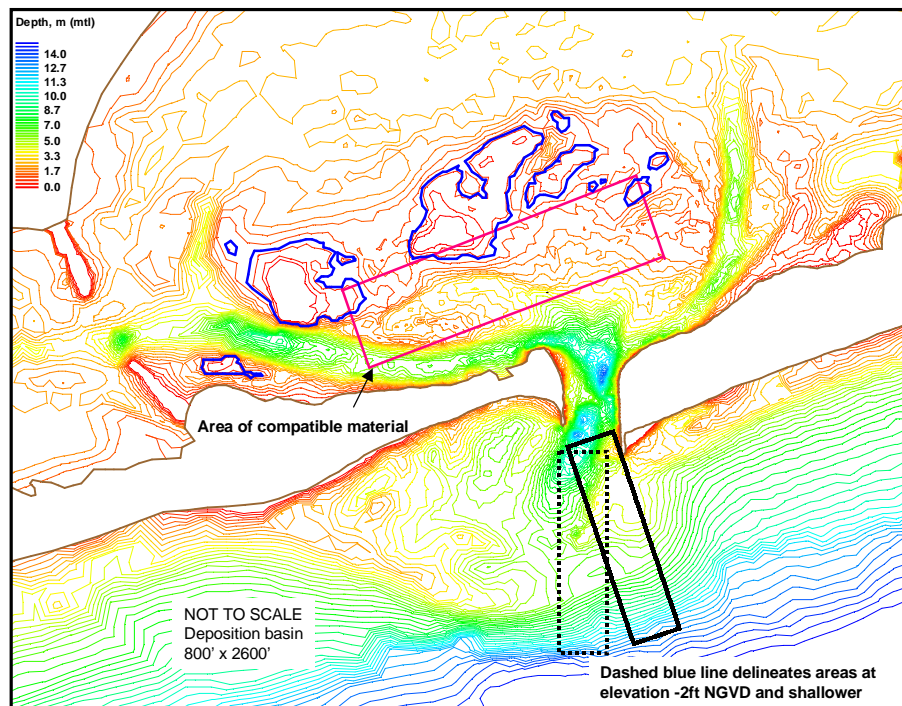 Depth, m (mtl)
14.0
12.7
11.3
10.0
8.7
7.0
5.0
3.3
1.7
0.0
Area of compatible material
NOT TO SCALE
Deposition basin
800' x 2600'
Dashed blue line delineates areas at
elevation -2ft NGVD and shallower